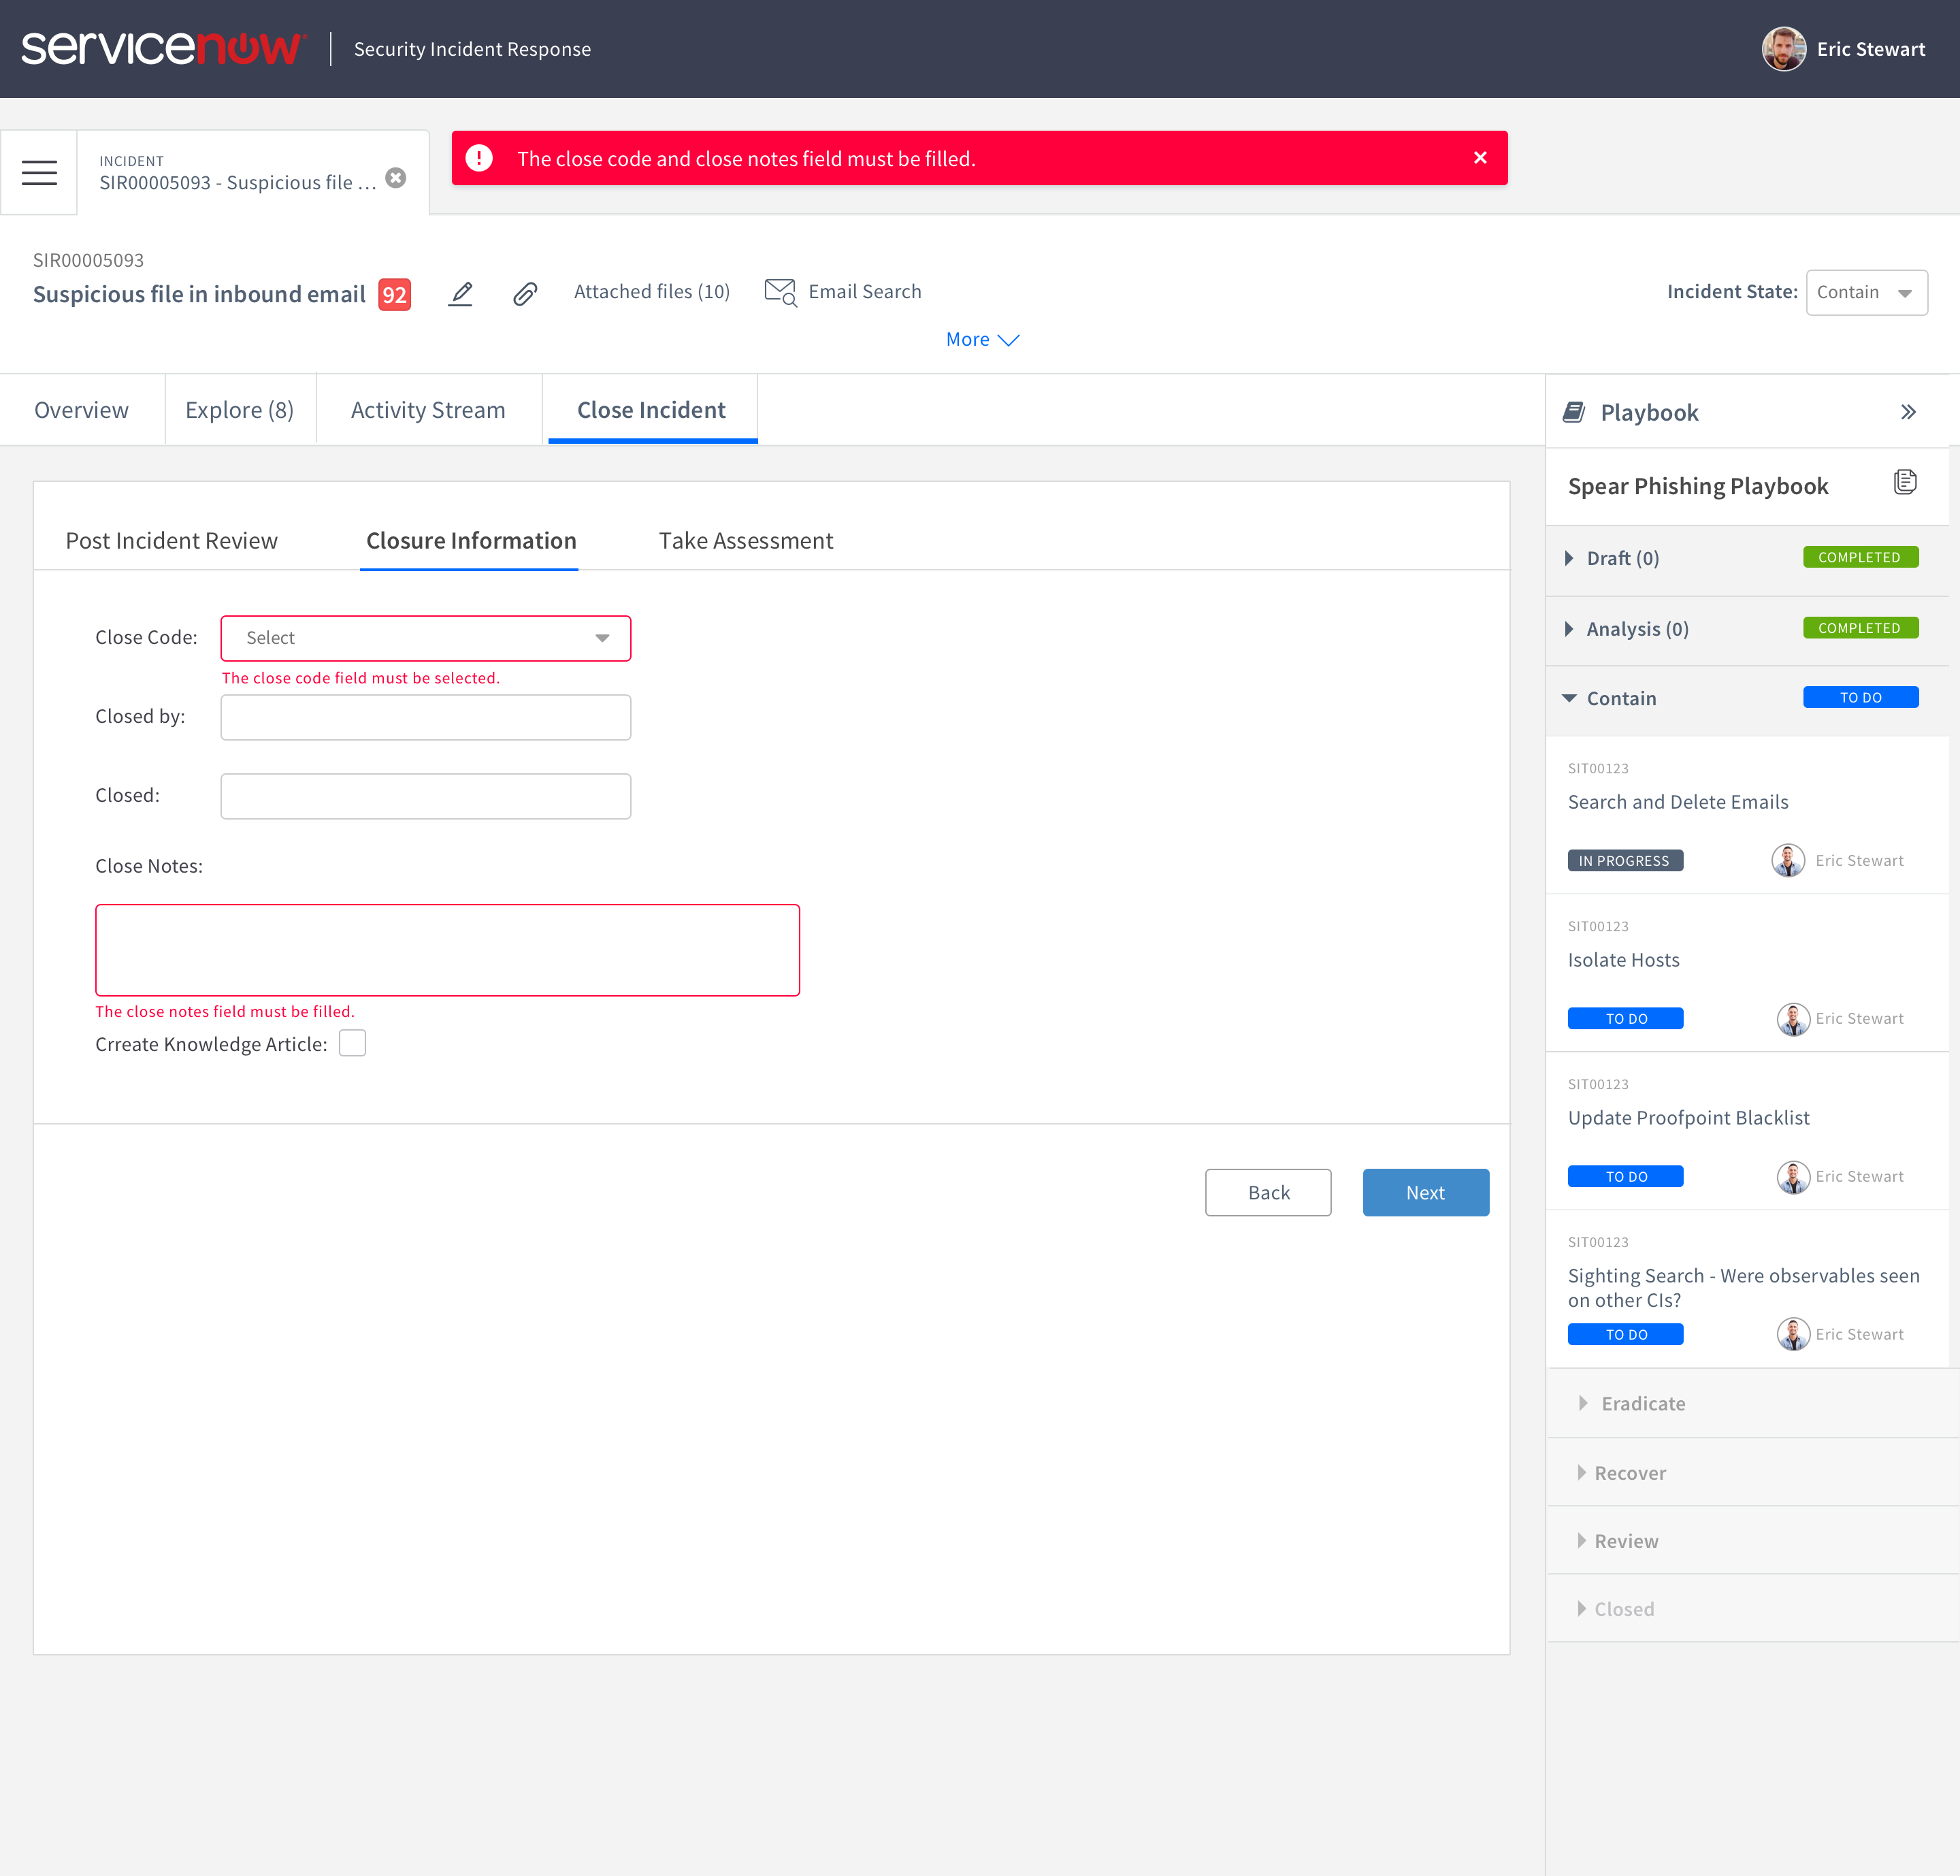 servicenow
Security Incident Response
Eric Stewart
INCIDENT
SIR00005093 - Suspicious file ...
The close code and close notes field must be filled.
SIR00005093
Suspicious file in inbound email 92
Attached files (10)
Email Search
Incident State:
Contain
More
Overview
Explore (8)
Activity Stream
Close Incident
Post Incident Review
Closure Information
Take Assessment
Close Code:
Select
The close code field must be selected.
Closed by:
Closed:
Close Notes:
The close notes field must be filled.
Crreate Knowledge Article:
Back
Next
Playbook
Spear Phishing Playbook
Draft (0)
COMPLETED
Analysis (0)
COMPLETED
Contain
TO DO
SIT00123
Search and Delete Emails
IN PROGRESS
Eric Stewart
SIT00123
Isolate Hosts
TO DO
Eric Stewart
SIT00123
Update Proofpoint Blacklist
TO DO
Eric Stewart
SIT00123
Sighting Search - Were observables seen
on other CIs?
TO DO
Eric Stewart
Eradicate
Recover
Review
Closed